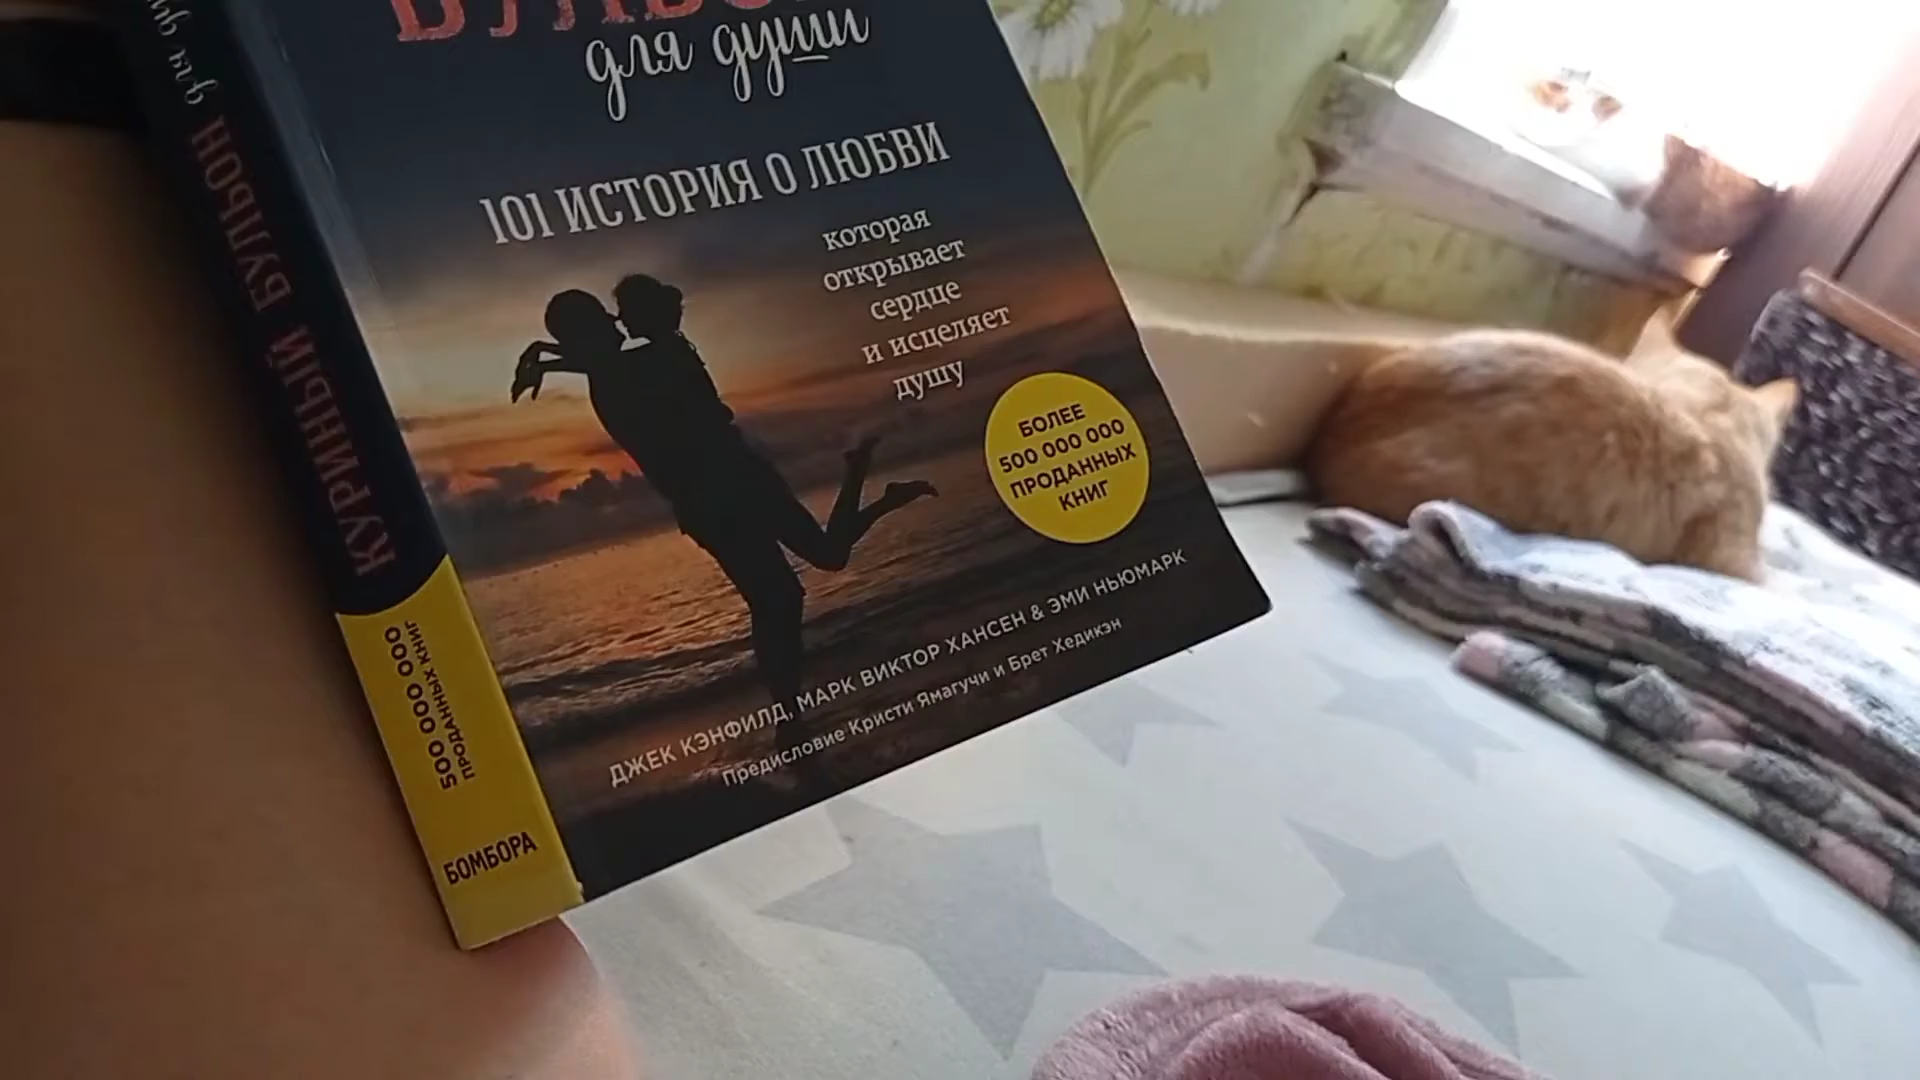 для души
101 ИСТОРИЯ О ЛЮБВИ
которая
открывает
сердце
и исцеляет
душу
БОЛЕЕ
500 000 000
ПРОДАННЫХ
КНИГ
ДЖЕК КЭНФИЛД, МАРК ВИКТОР ХАНСЕН & ЭМИ НЬЮМАРК
Предисловие Кристи Ямагучи и Брет Хедикэн
КУРИНЫЙ БУЛЬОН для
500 000 000
ПРОДАННЫХ КНИГ
БОМБОРА